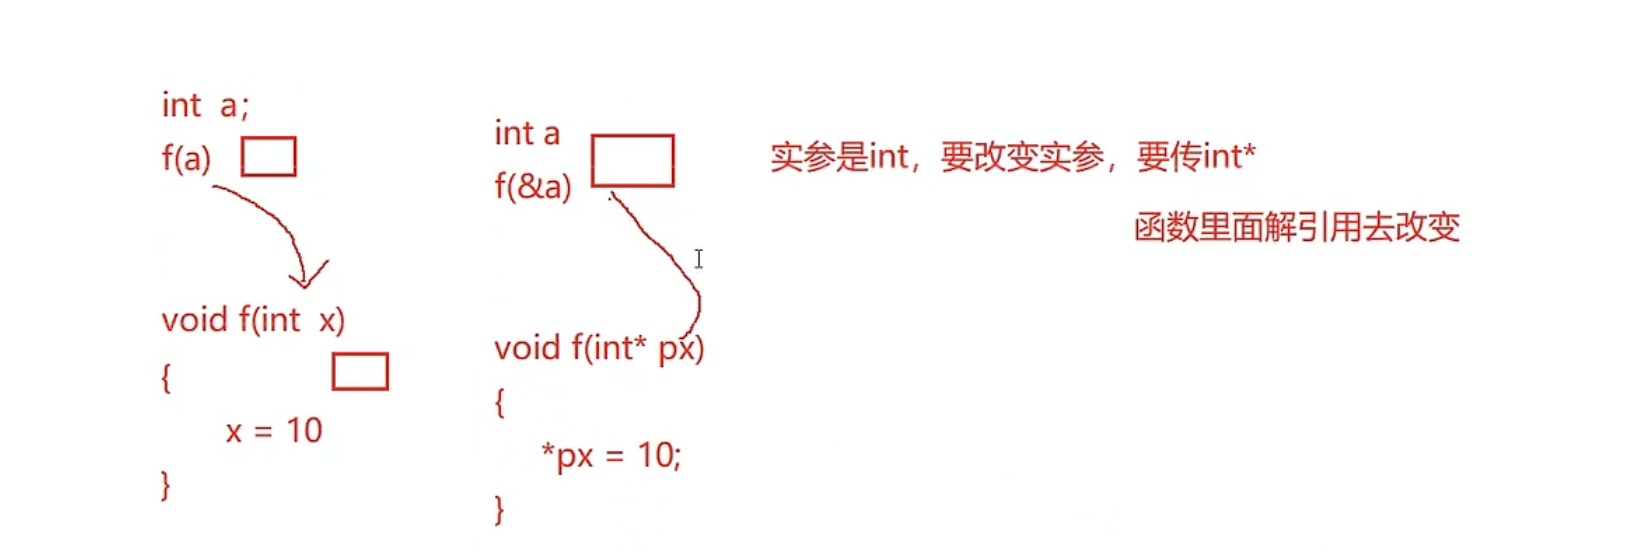 int a;
f(a)
void f(int x)
{
x = 10
}
int a
f(&a)
void f(int* px)
{
*px = 10;
}
实参是int，要改变实参，要传int*
函数里面解引用去改变